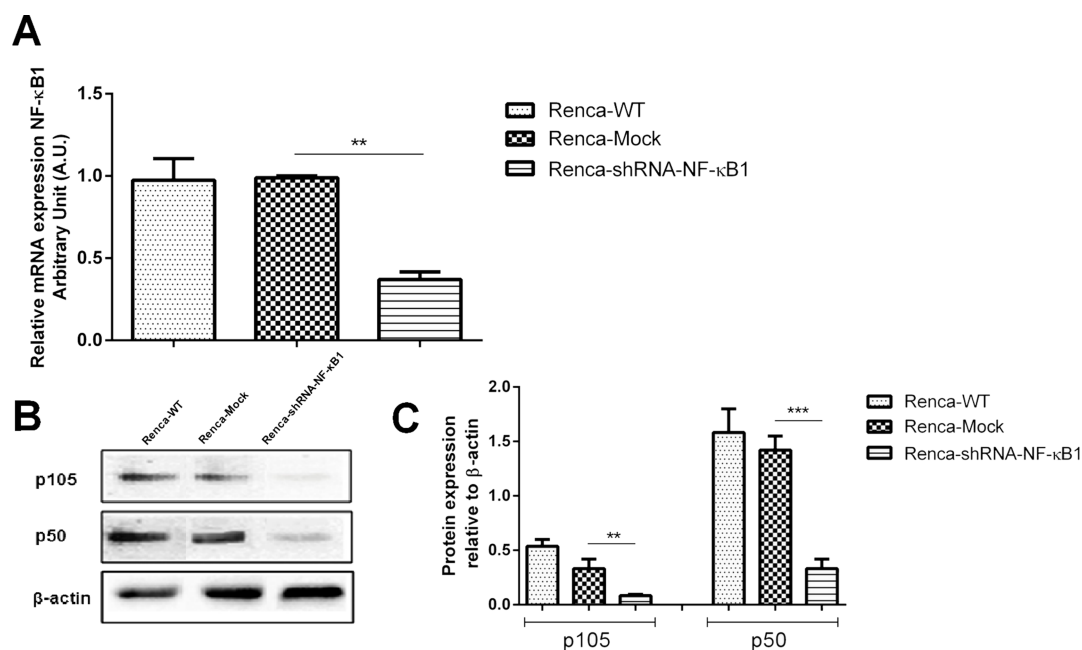 A
Relative mRNA expression NF-κB1
Arbitrary Unit (A.U.)
1.5
1.0
0.5
0.0
**
Renca-WT
Renca-Mock
Renca-shRNA-NF-κB1
B
Renca-WT
Renca-Mock
Renca-shRNA-NF-κB1
p105
p50
β-actin
C
Protein expression
relative to β-actin
2.0
1.5
1.0
0.5
0.0
**
***
p105
p50
Renca-WT
Renca-Mock
Renca-shRNA-NF-κB1